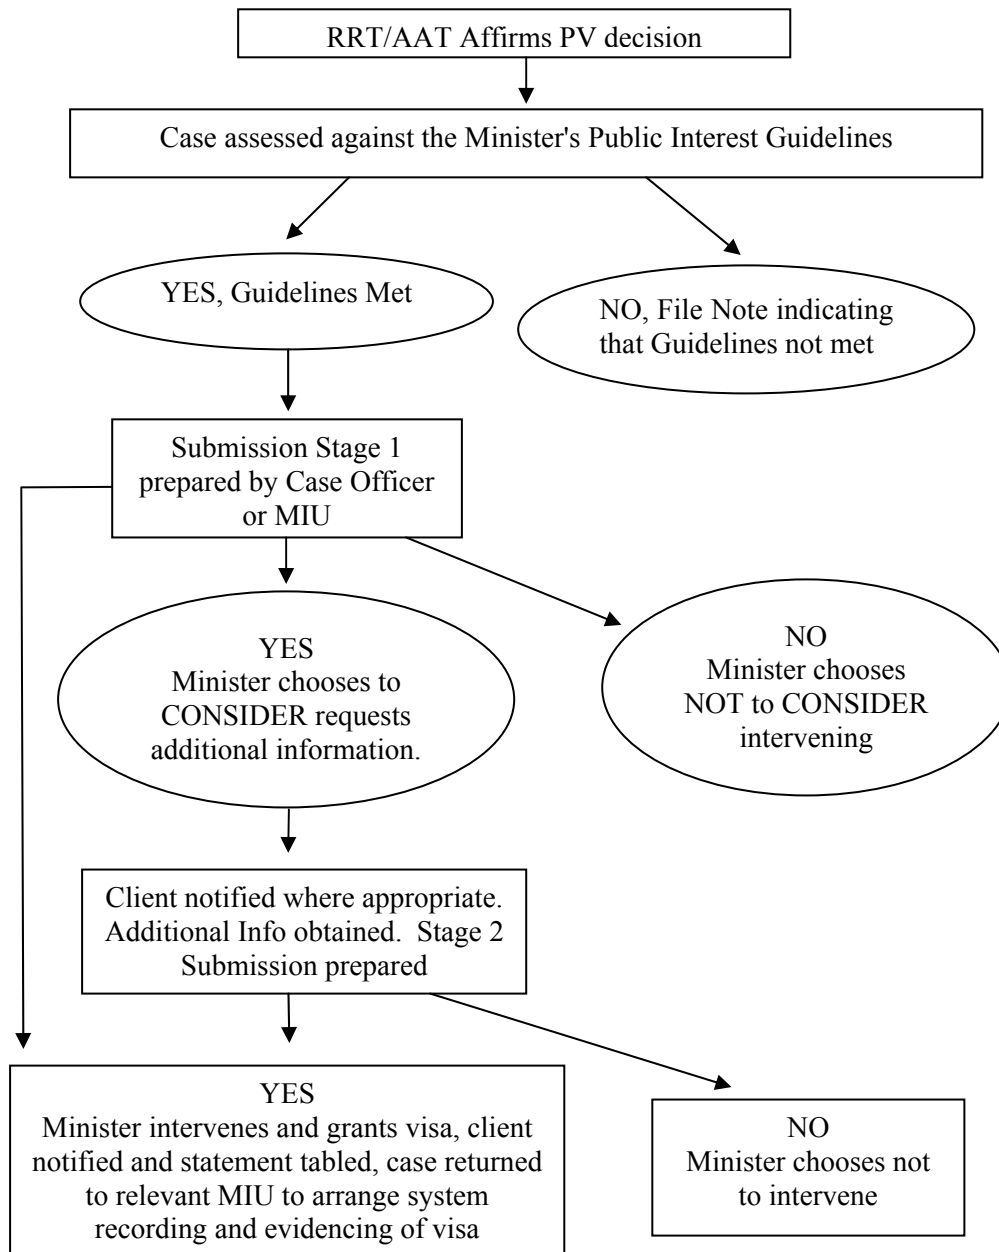 RRT/AAT Affirms PV decision
Case assessed against the Minister's Public Interest Guidelines
YES, Guidelines Met
NO, File Note indicating
that Guidelines not met
Submission Stage 1
prepared by Case Officer
or MIU
YES
Minister chooses to
CONSIDER requests
additional information.
NO
Minister chooses
NOT to CONSIDER
intervening
Client notified where appropriate.
Additional Info obtained.  Stage 2
Submission prepared
YES
Minister intervenes and grants visa, client
notified and statement tabled, case returned
to relevant MIU to arrange system
recording and evidencing of visa
NO
Minister chooses not
to intervene